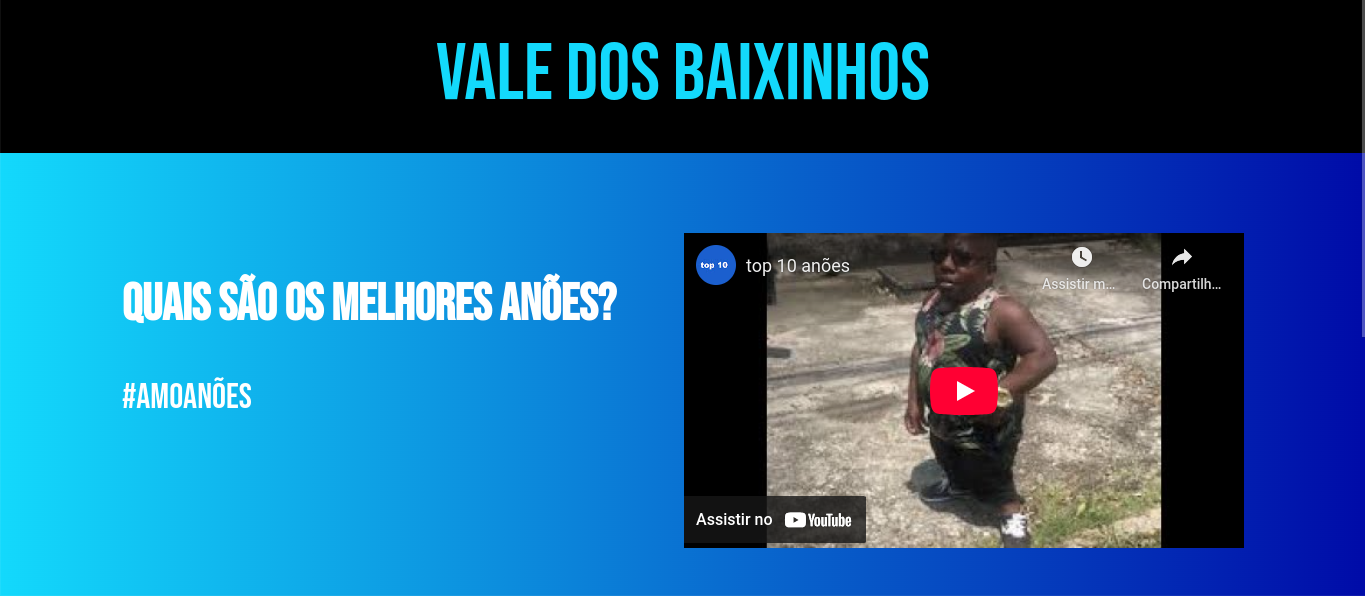 VALE DOS BAIXINHOS
QUAIS SÃO OS MELHORES ANÕES?
#AMOANÕES
top 10
top 10 anões
Assistir m...
Compartilh...
Assistir no YouTube